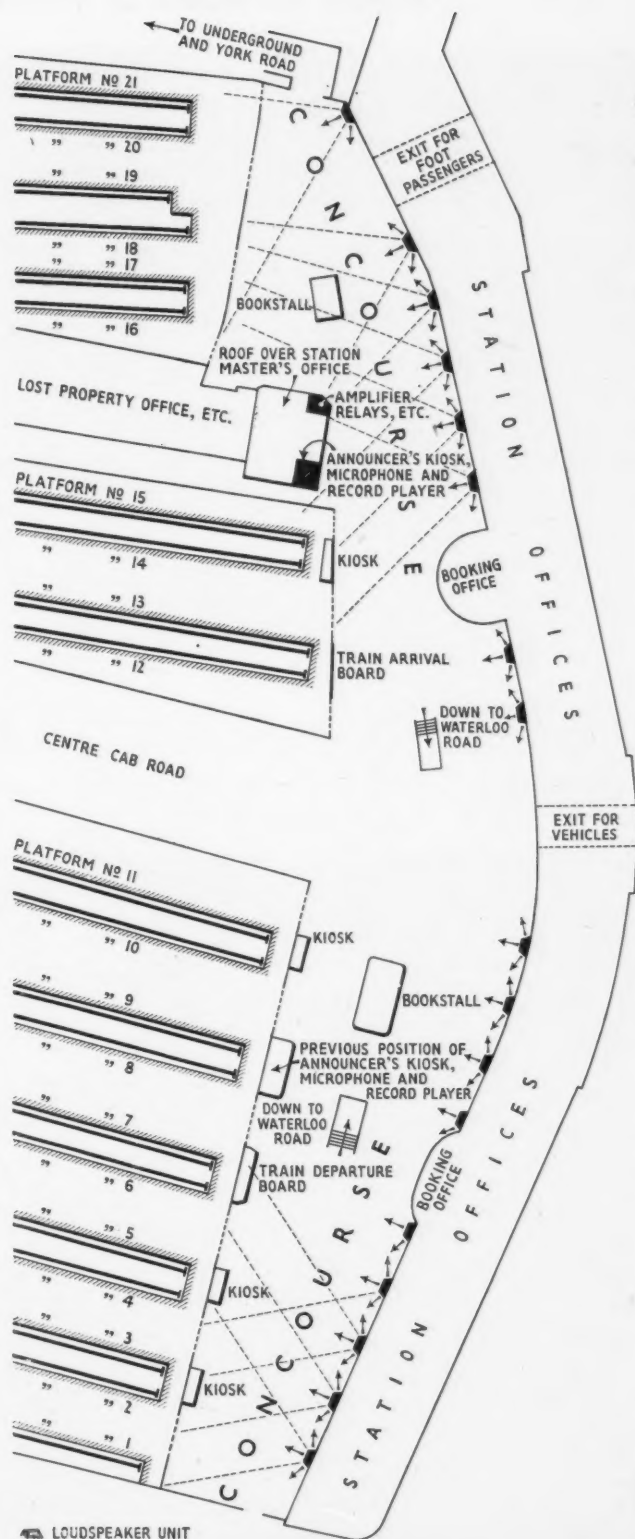 TO UNDERGROUND
AND YORK ROAD
PLATFORM Nº 21
" " 20
" " 19
" " 18
" " 17
" " 16
CONCOURSE
EXIT FOR
FOOT
PASSENGERS
STATION OFFICES
BOOKSTALL
ROOF OVER STATION
MASTER'S OFFICE
LOST PROPERTY OFFICE, ETC.
AMPLIFIER
RELAYS, ETC.
ANNOUNCER'S KIOSK,
MICROPHONE AND
RECORD PLAYER
PLATFORM Nº 15
" " 14
" " 13
" " 12
KIOSK
BOOKING
OFFICE
TRAIN ARRIVAL
BOARD
DOWN TO
WATERLOO
ROAD
CENTRE CAB ROAD
EXIT FOR
VEHICLES
PLATFORM Nº 11
" " 10
" " 9
" " 8
" " 7
" " 6
" " 5
" " 4
" " 3
" " 2
" " 1
KIOSK
BOOKSTALL
PREVIOUS POSITION OF
ANNOUNCER'S KIOSK,
MICROPHONE AND
RECORD PLAYER
DOWN TO
WATERLOO
ROAD
TRAIN DEPARTURE
BOARD
BOOKING
OFFICE
KIOSK
KIOSK
CONCOURSE
STATION OFFICES
LOUDSPEAKER UNIT